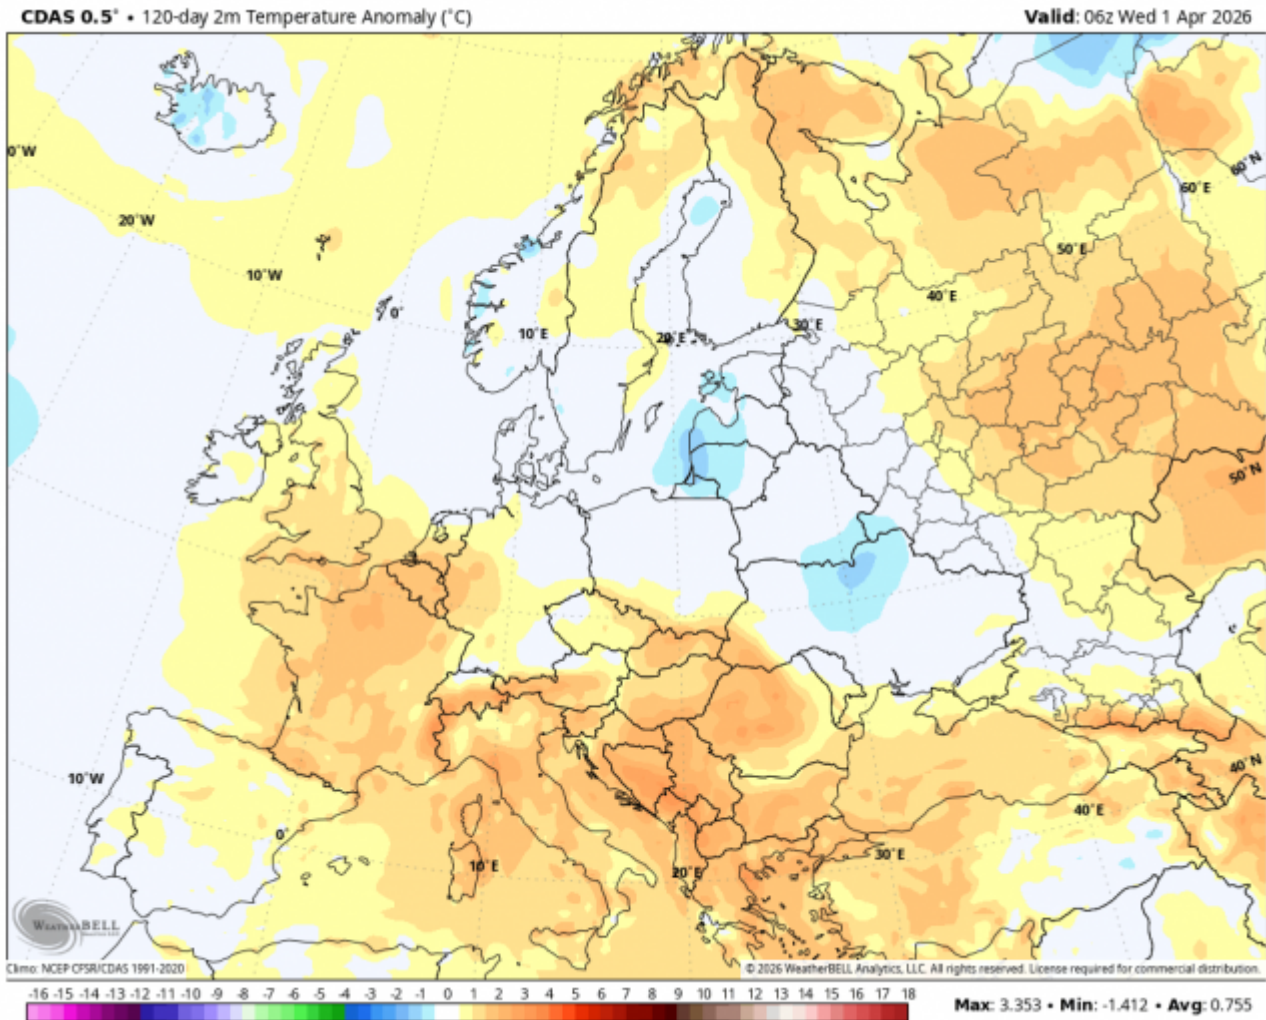 CDAS 0.5° • 120-day 2m Temperature Anomaly (°C)
Valid: 06z Wed 1 Apr 2026
0°W
60°N
60°E
20°W
50°E
10°W
40°E
0°
10°E
20°E
30°E
50°N
10°W
40°N
40°E
0°
30°E
10°E
20°E
WEATHERBELL
Climo: NCEP CFSR/CDAS 1991-2020
© 2026 WeatherBELL Analytics, LLC. All rights reserved. License required for commercial distribution.
-16 -15 -14 -13 -12 -11 -10 -9 -8 -7 -6 -5 -4 -3 -2 -1 0 1 2 3 4 5 6 7 8 9 10 11 12 13 14 15 16 17 18
Max: 3.353 • Min: -1.412 • Avg: 0.755